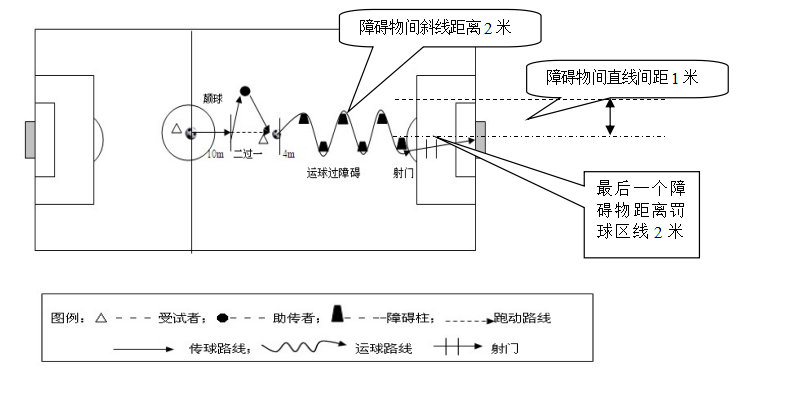 障碍物间斜线距离2米
障碍物间直线间距1米
颠球
10m
二过一
4m
运球过障碍
射门
最后一个障
碍物距离罚
球区线2米
图例：
受试者；
助传者；
障碍柱；
跑动路线
传球路线；
运球路线
射门